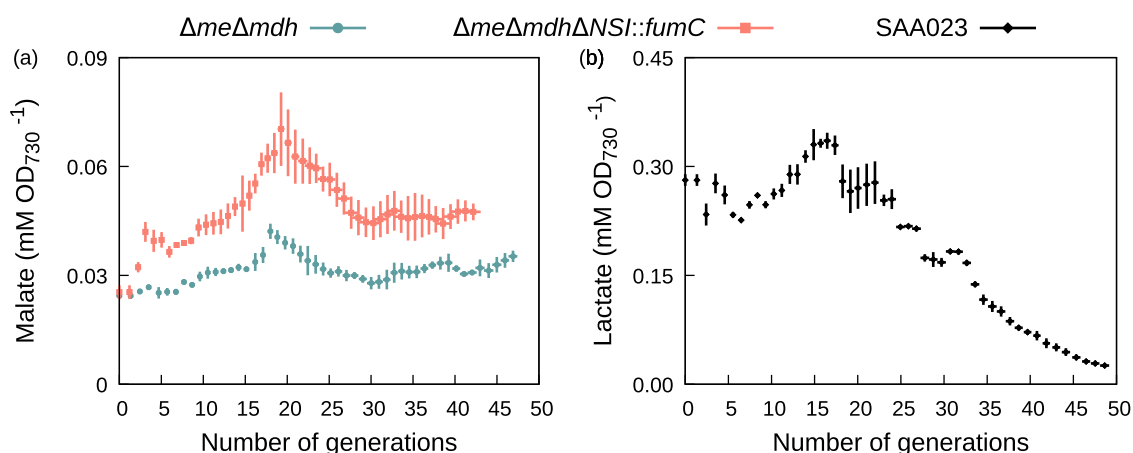 ΔmeΔmdh ΔmeΔmdhΔNSI::fumC SAA023
(a) (b)
Malate (mM OD730 -1)
0.09
0.06
0.03
0
0 5 10 15 20 25 30 35 40 45 50
Number of generations
Lactate (mM OD730 -1)
0.45
0.30
0.15
0.00
0 5 10 15 20 25 30 35 40 45 50
Number of generations